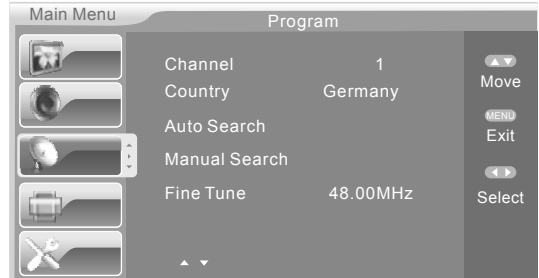 Main Menu
Program
Channel 1
Country Germany
Auto Search
Manual Search
Fine Tune 48.00MHz
Move
MENU
Exit
Select